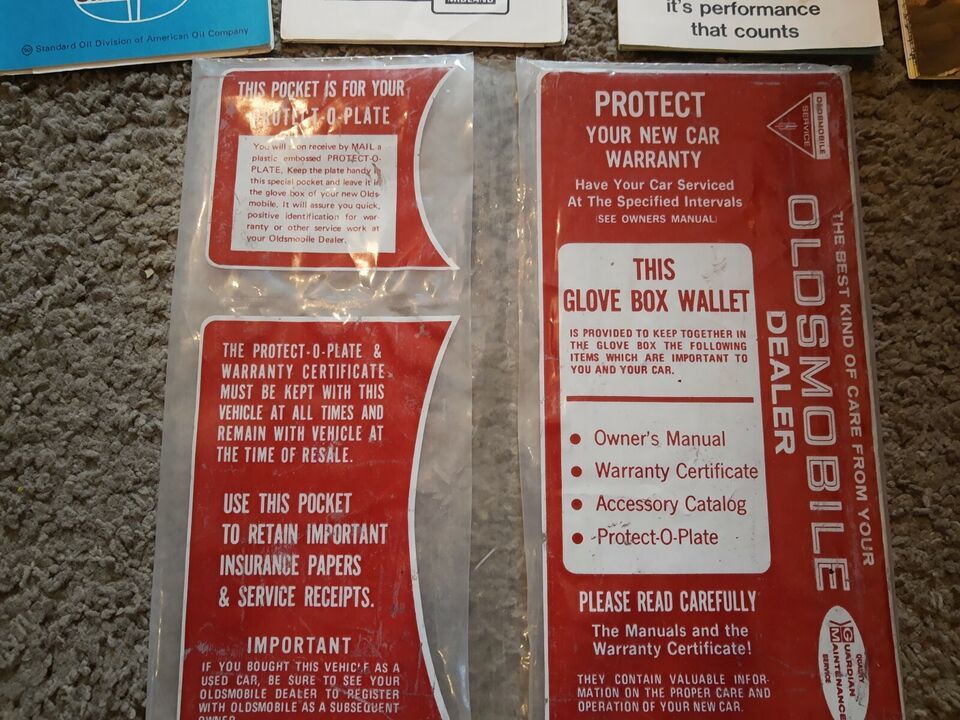 Standard Oil Division of American Oil Company
MIDLAND
it's performance
that counts
THIS POCKET IS FOR YOUR
PROTECT-O-PLATE
You will soon receive by MAIL a
plastic embossed PROTECT-O-
PLATE. Keep the plate handy in
this special pocket and leave it in
the glove box of your new Olds-
mobile. It will assure you quick,
positive identification for war-
ranty or other service work at
your Oldsmobile Dealer.
THE PROTECT-O-PLATE &
WARRANTY CERTIFICATE
MUST BE KEPT WITH THIS
VEHICLE AT ALL TIMES AND
REMAIN WITH VEHICLE AT
THE TIME OF RESALE.
USE THIS POCKET
TO RETAIN IMPORTANT
INSURANCE PAPERS
& SERVICE RECEIPTS.
IMPORTANT
IF YOU BOUGHT THIS VEHICLE AS A
USED CAR, BE SURE TO SEE YOUR
OLDSMOBILE DEALER TO REGISTER
WITH OLDSMOBILE AS A SUBSEQUENT
OWNER
PROTECT
YOUR NEW CAR
WARRANTY
Have Your Car Serviced
At The Specified Intervals
(SEE OWNERS MANUAL)
THIS
GLOVE BOX WALLET
IS PROVIDED TO KEEP TOGETHER IN
THE GLOVE BOX THE FOLLOWING
ITEMS WHICH ARE IMPORTANT TO
YOU AND YOUR CAR.
• Owner's Manual
• Warranty Certificate
• Accessory Catalog
• Protect-O-Plate
PLEASE READ CAREFULLY
The Manuals and the
Warranty Certificate!
THEY CONTAIN VALUABLE INFOR-
MATION ON THE PROPER CARE AND
OPERATION OF YOUR NEW CAR.
OLDSMOBILE
SERVICE
THE BEST KIND OF CARE FROM YOUR
OLDSMOBILE
DEALER
QUALITY
GUARDIAN
MAINTENANCE
SERVICE